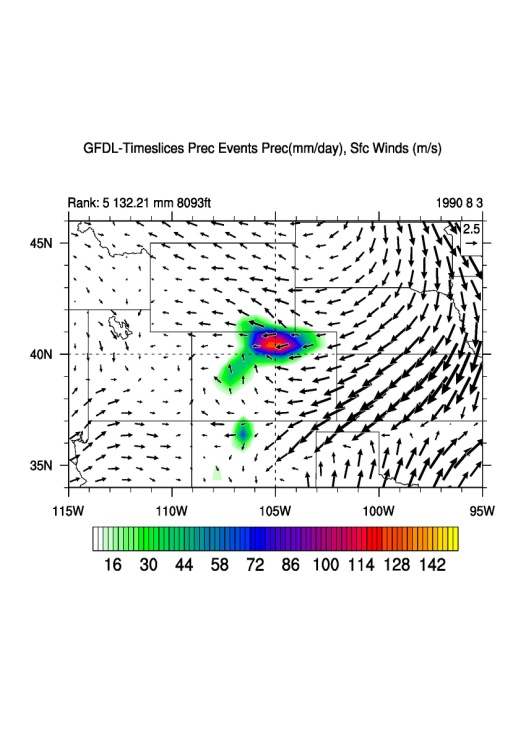 GFDL-Timeslices Prec Events Prec(mm/day), Sfc Winds (m/s)
Rank: 5 132.21 mm 8093ft 1990 8 3
2.5
45N
40N
35N
115W 110W 105W 100W 95W
16 30 44 58 72 86 100 114 128 142